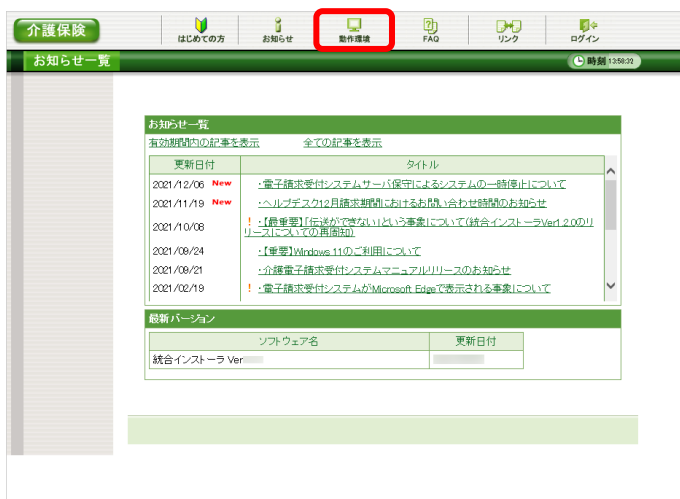 介護保険
はじめての方 お知らせ 動作環境 FAQ リンク ログイン
お知らせ一覧
時刻 13:58:32
お知らせ一覧
有効期間内の記事を表示 全ての記事を表示
更新日付 タイトル
2021/12/06 New ・電子請求受付システムサーバ保守によるシステムの一時停止について
2021/11/19 New ・ヘルプデスク12月請求期間におけるお問い合わせ時間のお知らせ
2021/10/08 ！・【最重要】「伝送ができない」という事象について(統合インストーラVer1.2.0のリ
リースについての再周知)
2021/09/24 ・【重要】Windows 11のご利用について
2021/09/21 ・介護電子請求受付システムマニュアルリリースのお知らせ
2021/02/19 ！・電子請求受付システムがMicrosoft Edgeで表示される事象について
最新バージョン
ソフトウェア名 更新日付
統合インストーラ Ver